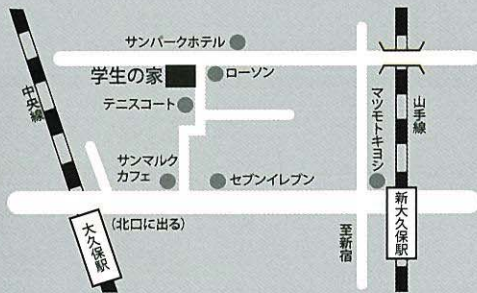 サンパークホテル
学生の家
ローソン
中央線
テニスコート
マツモトキヨシ
山手線
サンマルク
カフェ
セブンイレブン
(北口に出る)
大久保駅
至新宿
新大久保駅